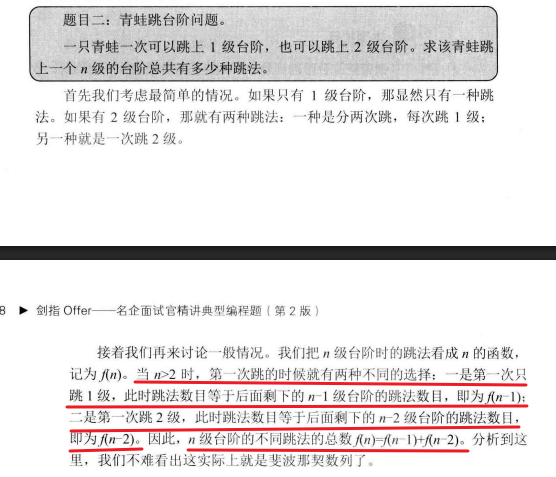 题目二：青蛙跳台阶问题。
一只青蛙一次可以跳上 1 级台阶，也可以跳上 2 级台阶。求该青蛙跳
上一个 n 级的台阶总共有多少种跳法。
首先我们考虑最简单的情况。如果只有 1 级台阶，那显然只有一种跳
法。如果有 2 级台阶，那就有两种跳法：一种是分两次跳，每次跳 1 级；
另一种就是一次跳 2 级。
8 ▶ 剑指 Offer——名企面试官精讲典型编程题（第 2 版）
接着我们再来讨论一般情况。我们把 n 级台阶时的跳法看成 n 的函数，
记为 f(n)。当 n>2 时，第一次跳的时候就有两种不同的选择：一是第一次只
跳 1 级，此时跳法数目等于后面剩下的 n-1 级台阶的跳法数目，即为 f(n-1)；
二是第一次跳 2 级，此时跳法数目等于后面剩下的 n-2 级台阶的跳法数目，
即为 f(n-2)。因此，n 级台阶的不同跳法的总数 f(n)=f(n-1)+f(n-2)。分析到这
里，我们不难看出这实际上就是斐波那契数列了。